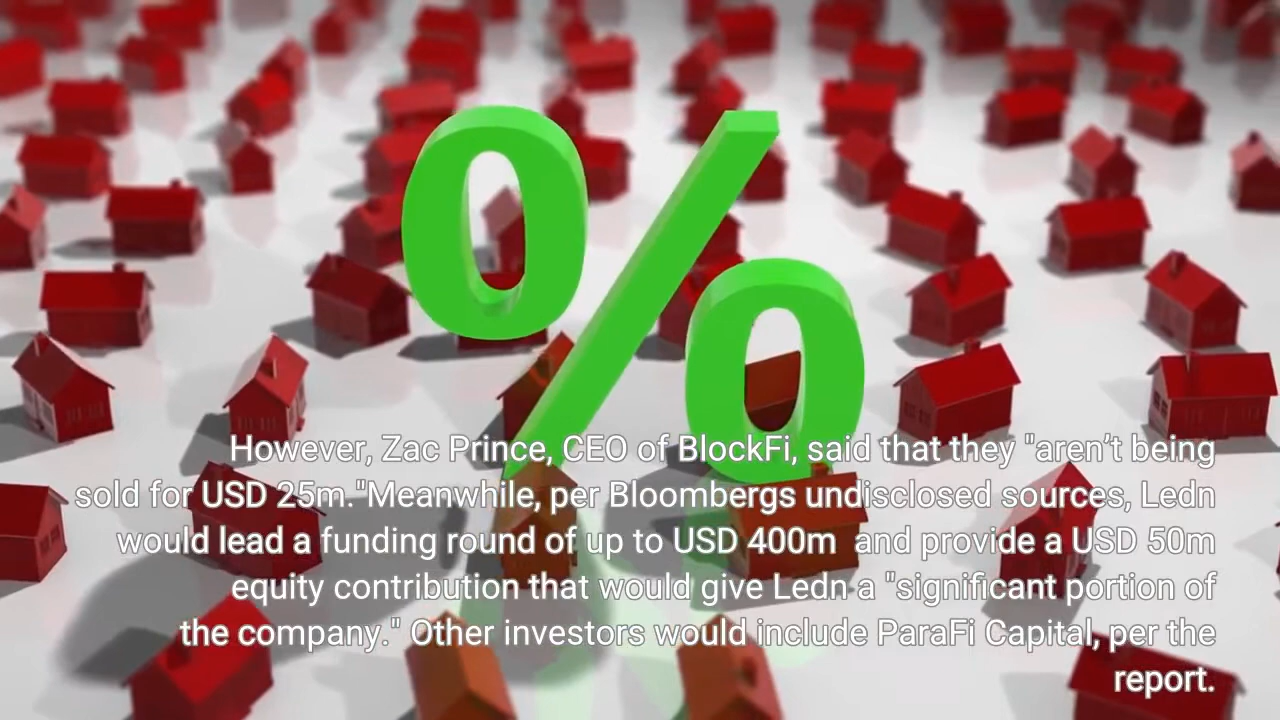 %
However, Zac Prince, CEO of BlockFi, said that they "aren’t being
sold for USD 25m."Meanwhile, per Bloombergs undisclosed sources, Ledn
would lead a funding round of up to USD 400m  and provide a USD 50m
equity contribution that would give Ledn a "significant portion of
the company." Other investors would include ParaFi Capital, per the
report.